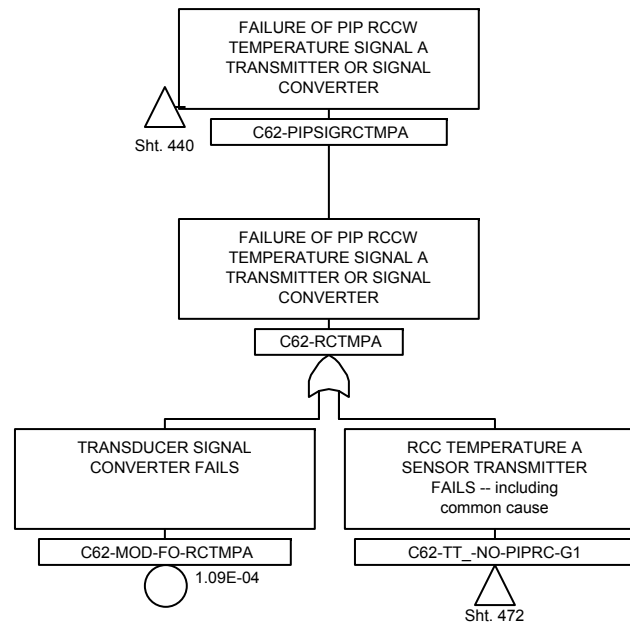 FAILURE OF PIP RCCW
TEMPERATURE SIGNAL A
TRANSMITTER OR SIGNAL
CONVERTER
Sht. 440
C62-PIPSIGRCTMPA
FAILURE OF PIP RCCW
TEMPERATURE SIGNAL A
TRANSMITTER OR SIGNAL
CONVERTER
C62-RCTMPA
TRANSDUCER SIGNAL
CONVERTER FAILS
C62-MOD-FO-RCTMPA
1.09E-04
RCC TEMPERATURE A
SENSOR TRANSMITTER
FAILS -- including
common cause
C62-TT_-NO-PIPRC-G1
Sht. 472